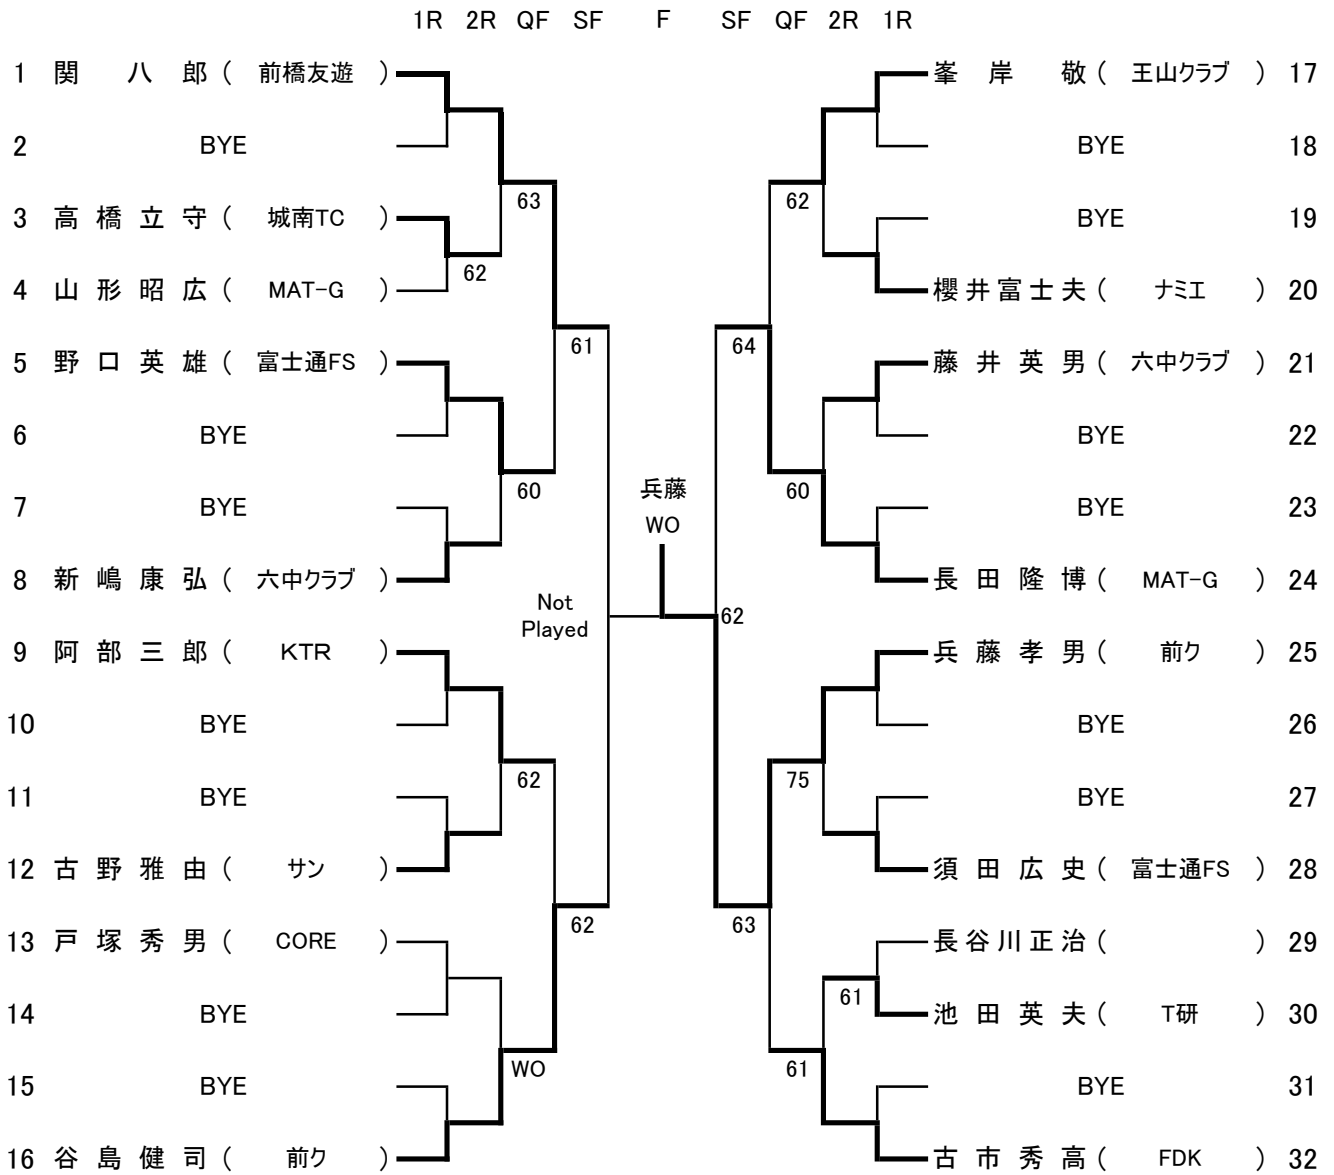 1R 2R QF SF F SF QF 2R 1R
1 関 八 郎 ( 前橋友遊 ) 峯 岸 敬 ( 王山クラブ ) 17
2 BYE BYE 18
63 62
3 高 橋 立 守 ( 城南TC ) BYE 19
62
4 山 形 昭 広 ( MAT-G ) 櫻井富士夫 ( ナミエ ) 20
61 64
5 野 口 英 雄 ( 富士通FS ) 藤 井 英 男 ( 六中クラブ ) 21
6 BYE BYE 22
60 兵藤 60
7 BYE BYE 23
WO
8 新 嶋 康 弘 ( 六中クラブ ) 長 田 隆 博 ( MAT-G ) 24
Not
Played 62
9 阿 部 三 郎 ( KTR ) 兵 藤 孝 男 ( 前ク ) 25
10 BYE BYE 26
62 75
11 BYE BYE 27
12 古 野 雅 由 ( サン ) 須 田 広 史 ( 富士通FS ) 28
62 63
13 戸 塚 秀 男 ( CORE ) 長谷川正治 ( ) 29
61
14 BYE 池 田 英 夫 ( T研 ) 30
WO 61
15 BYE BYE 31
16 谷 島 健 司 ( 前ク ) 古 市 秀 高 ( FDK ) 32